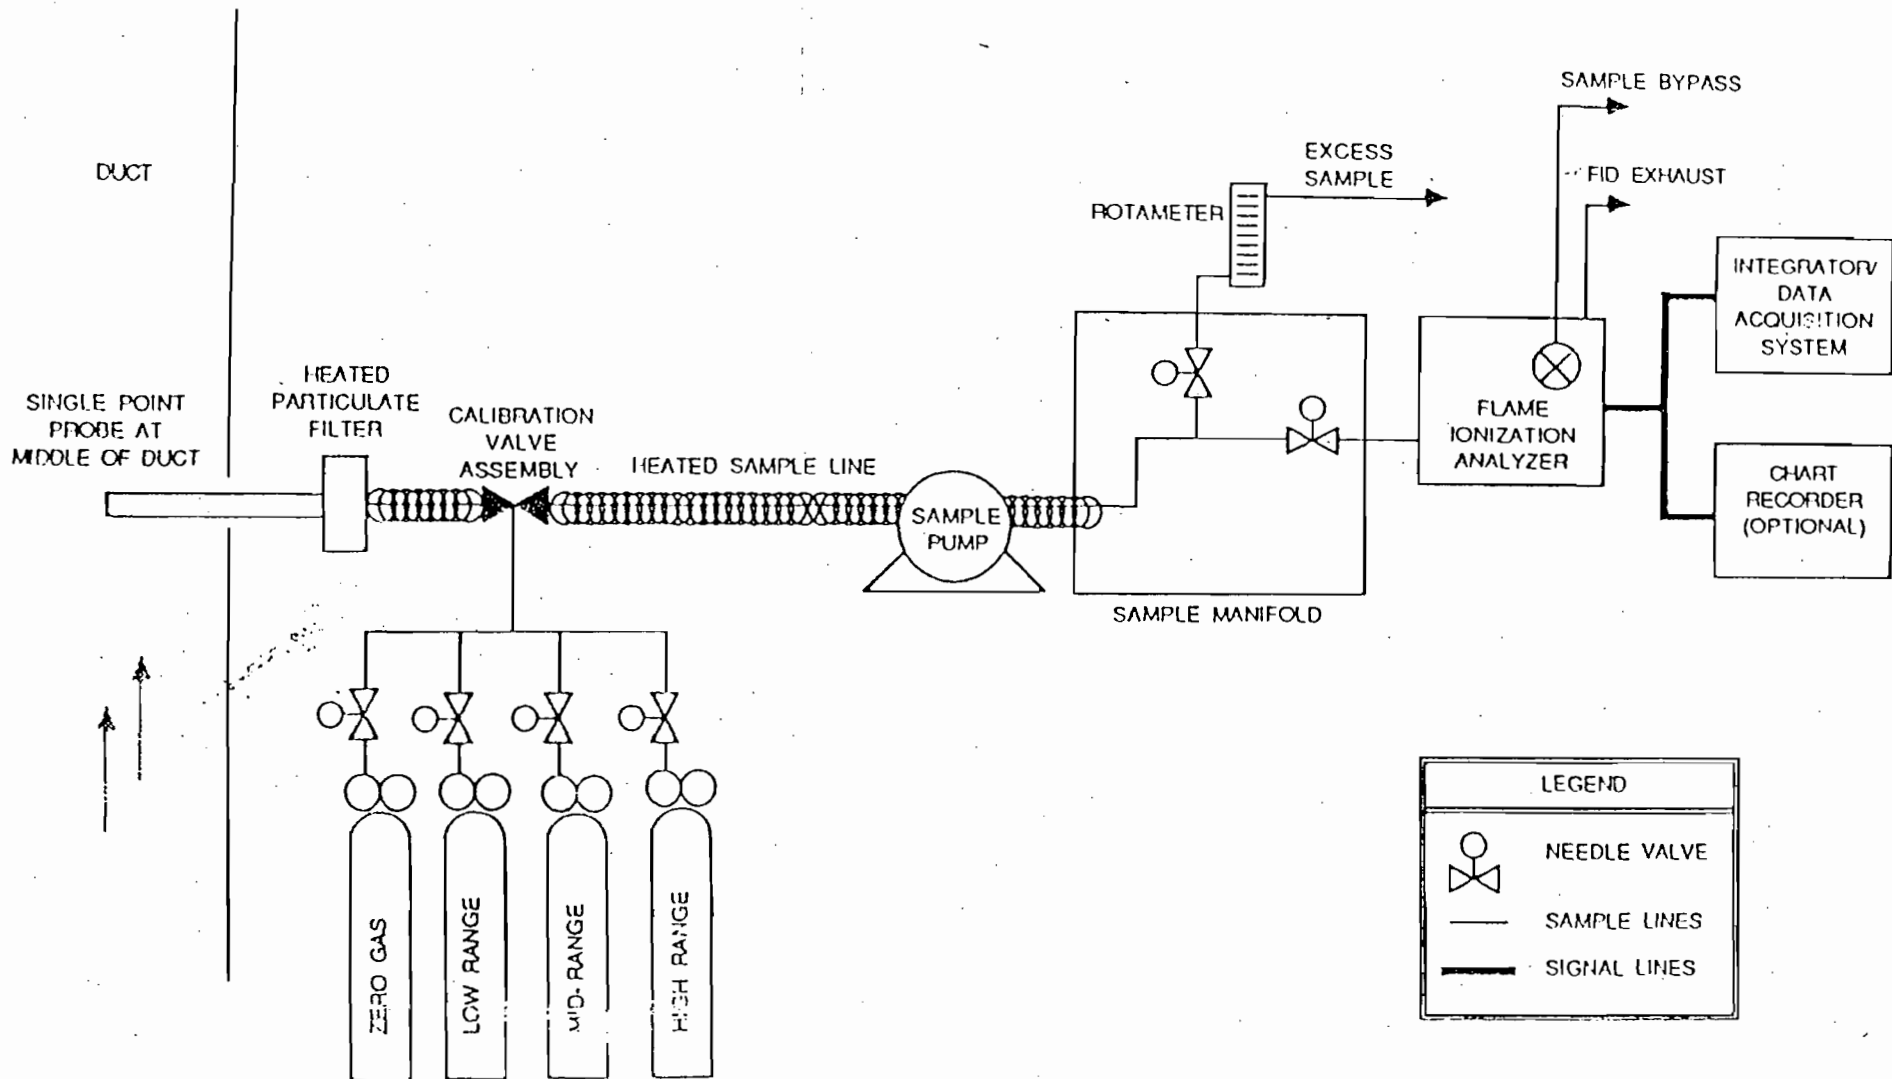 SAMPLE BYPASS
DUCT
EXCESS
SAMPLE
FID EXHAUST
ROTAMETER
INTEGRATOR/
DATA
ACQUISITION
SYSTEM
HEATED
PARTICULATE
FILTER
SINGLE POINT
PROBE AT
MIDDLE OF DUCT
CALIBRATION
VALVE
ASSEMBLY
HEATED SAMPLE LINE
FLAME
IONIZATION
ANALYZER
CHART
RECORDER
(OPTIONAL)
SAMPLE
PUMP
SAMPLE MANIFOLD
LEGEND
NEEDLE VALVE
SAMPLE LINES
SIGNAL LINES
ZERO GAS
LOW RANGE
MID-RANGE
HIGH RANGE